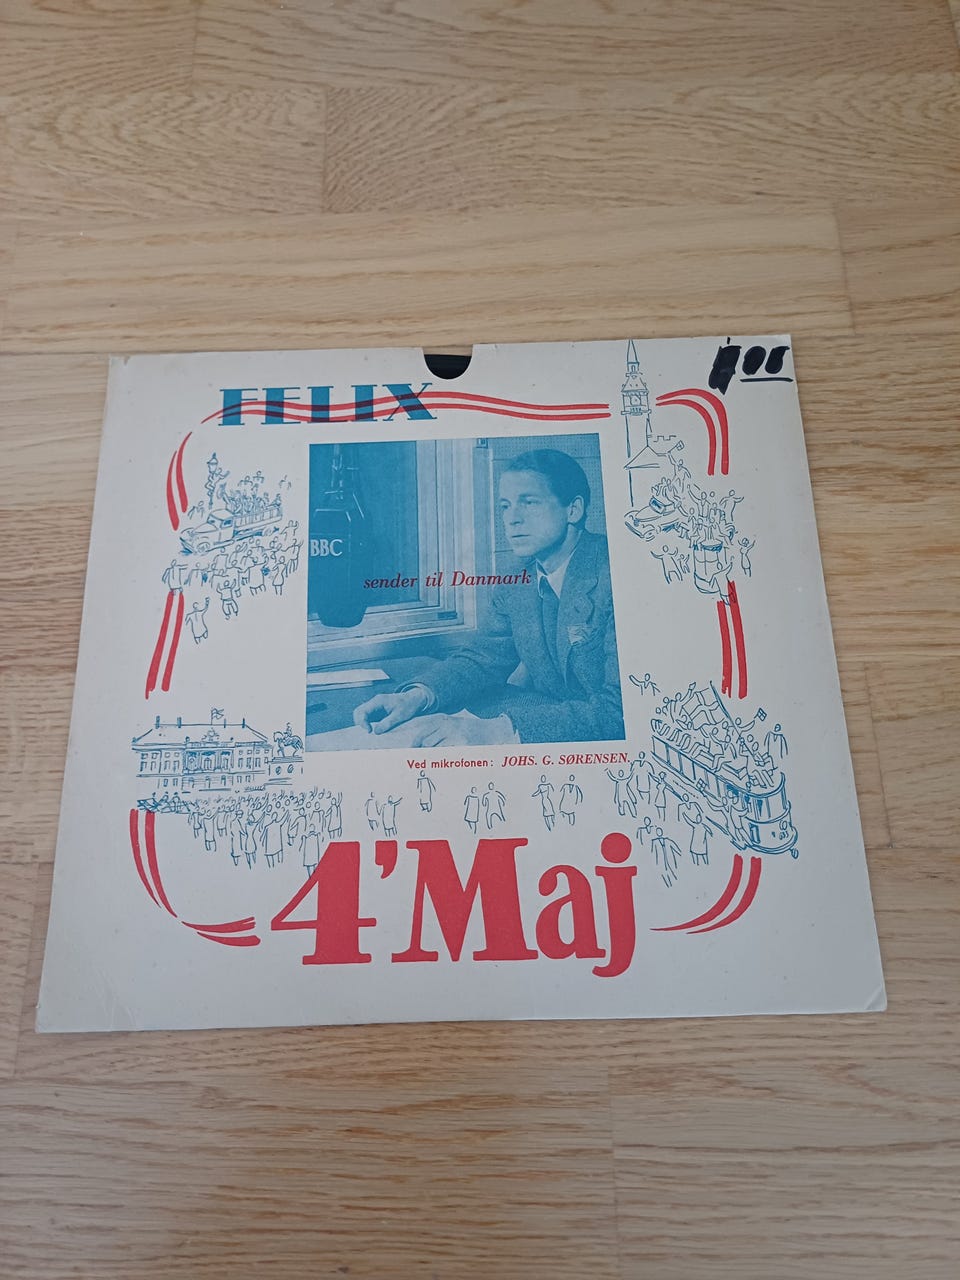 FELIX
BBC
sender til Danmark
Ved mikrofonen: JOHS. G. SØRENSEN.
4'Maj